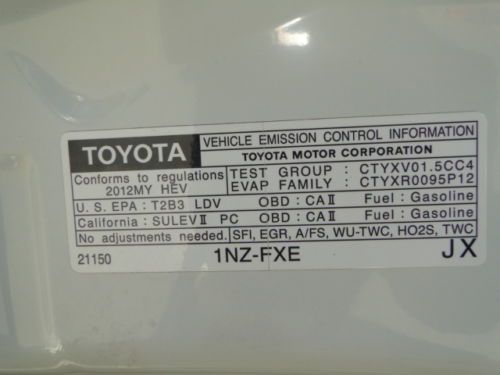 TOYOTA
VEHICLE EMISSION CONTROL INFORMATION
TOYOTA MOTOR CORPORATION
Conforms to regulations
2012MY HEV
TEST GROUP : CTYXV01.5CC4
EVAP FAMILY : CTYXR0095P12
U. S. EPA : T2B3 LDV OBD : CAⅡ Fuel : Gasoline
California : SULEVⅡ PC OBD : CAⅡ Fuel : Gasoline
No adjustments needed. SFI, EGR, A/FS, WU-TWC, HO2S, TWC
21150 1NZ-FXE JX